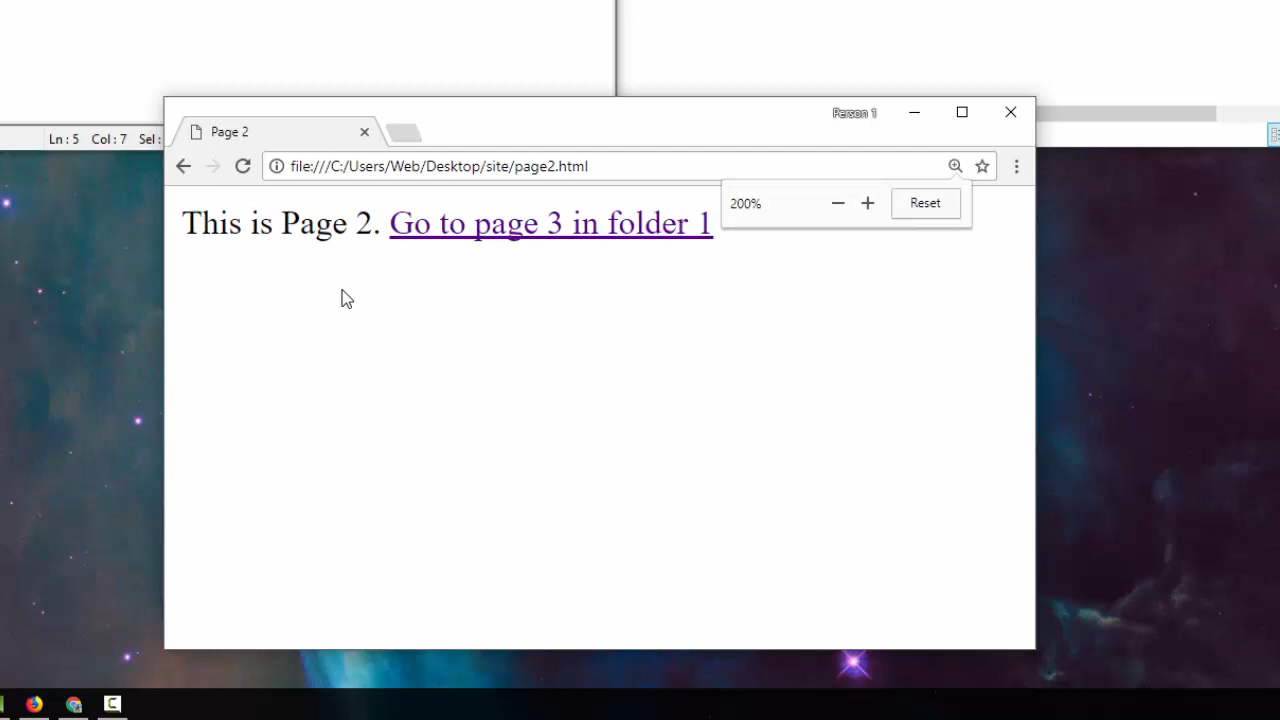 Person 1
Page 2
Ln:5 Col:7 Sel:
file:///C:/Users/Web/Desktop/site/page2.html
200% Reset
This is Page 2. Go to page 3 in folder 1